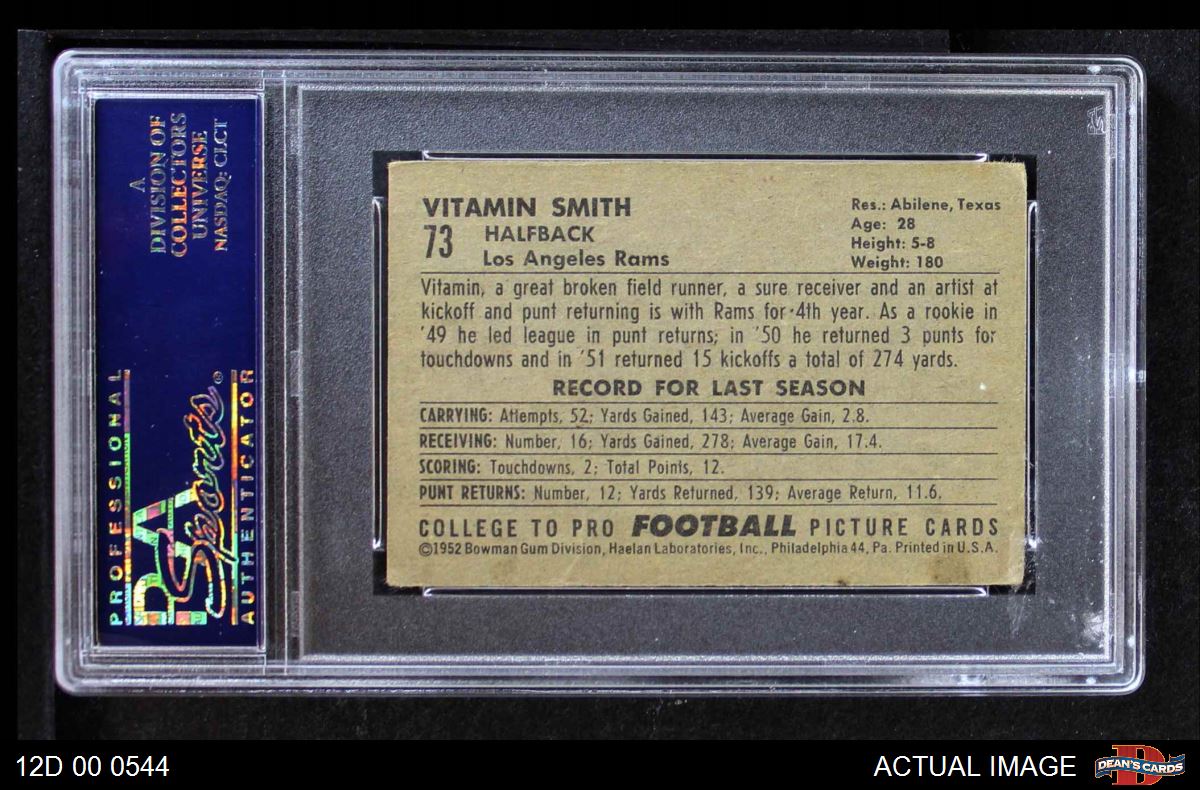 A
DIVISION OF
COLLECTORS
UNIVERSE
NASDAQ: CLCT
PROFESSIONAL
PSA
Sports®
AUTHENTICATOR
VITAMIN SMITH
73 HALFBACK
Los Angeles Rams
Res.: Abilene, Texas
Age: 28
Height: 5-8
Weight: 180
Vitamin, a great broken field runner, a sure receiver and an artist at
kickoff and punt returning is with Rams for 4th year. As a rookie in
'49 he led league in punt returns; in '50 he returned 3 punts for
touchdowns and in '51 returned 15 kickoffs a total of 274 yards.
RECORD FOR LAST SEASON
CARRYING: Attempts, 52; Yards Gained, 143; Average Gain, 2.8.
RECEIVING: Number, 16; Yards Gained, 278; Average Gain, 17.4.
SCORING: Touchdowns, 2; Total Points, 12.
PUNT RETURNS: Number, 12; Yards Returned, 139; Average Return, 11.6.
COLLEGE TO PRO FOOTBALL PICTURE CARDS
©1952 Bowman Gum Division, Haelan Laboratories, Inc., Philadelphia 44, Pa. Printed in U.S.A.
12D 00 0544
ACTUAL IMAGE
D
DEAN'S CARDS